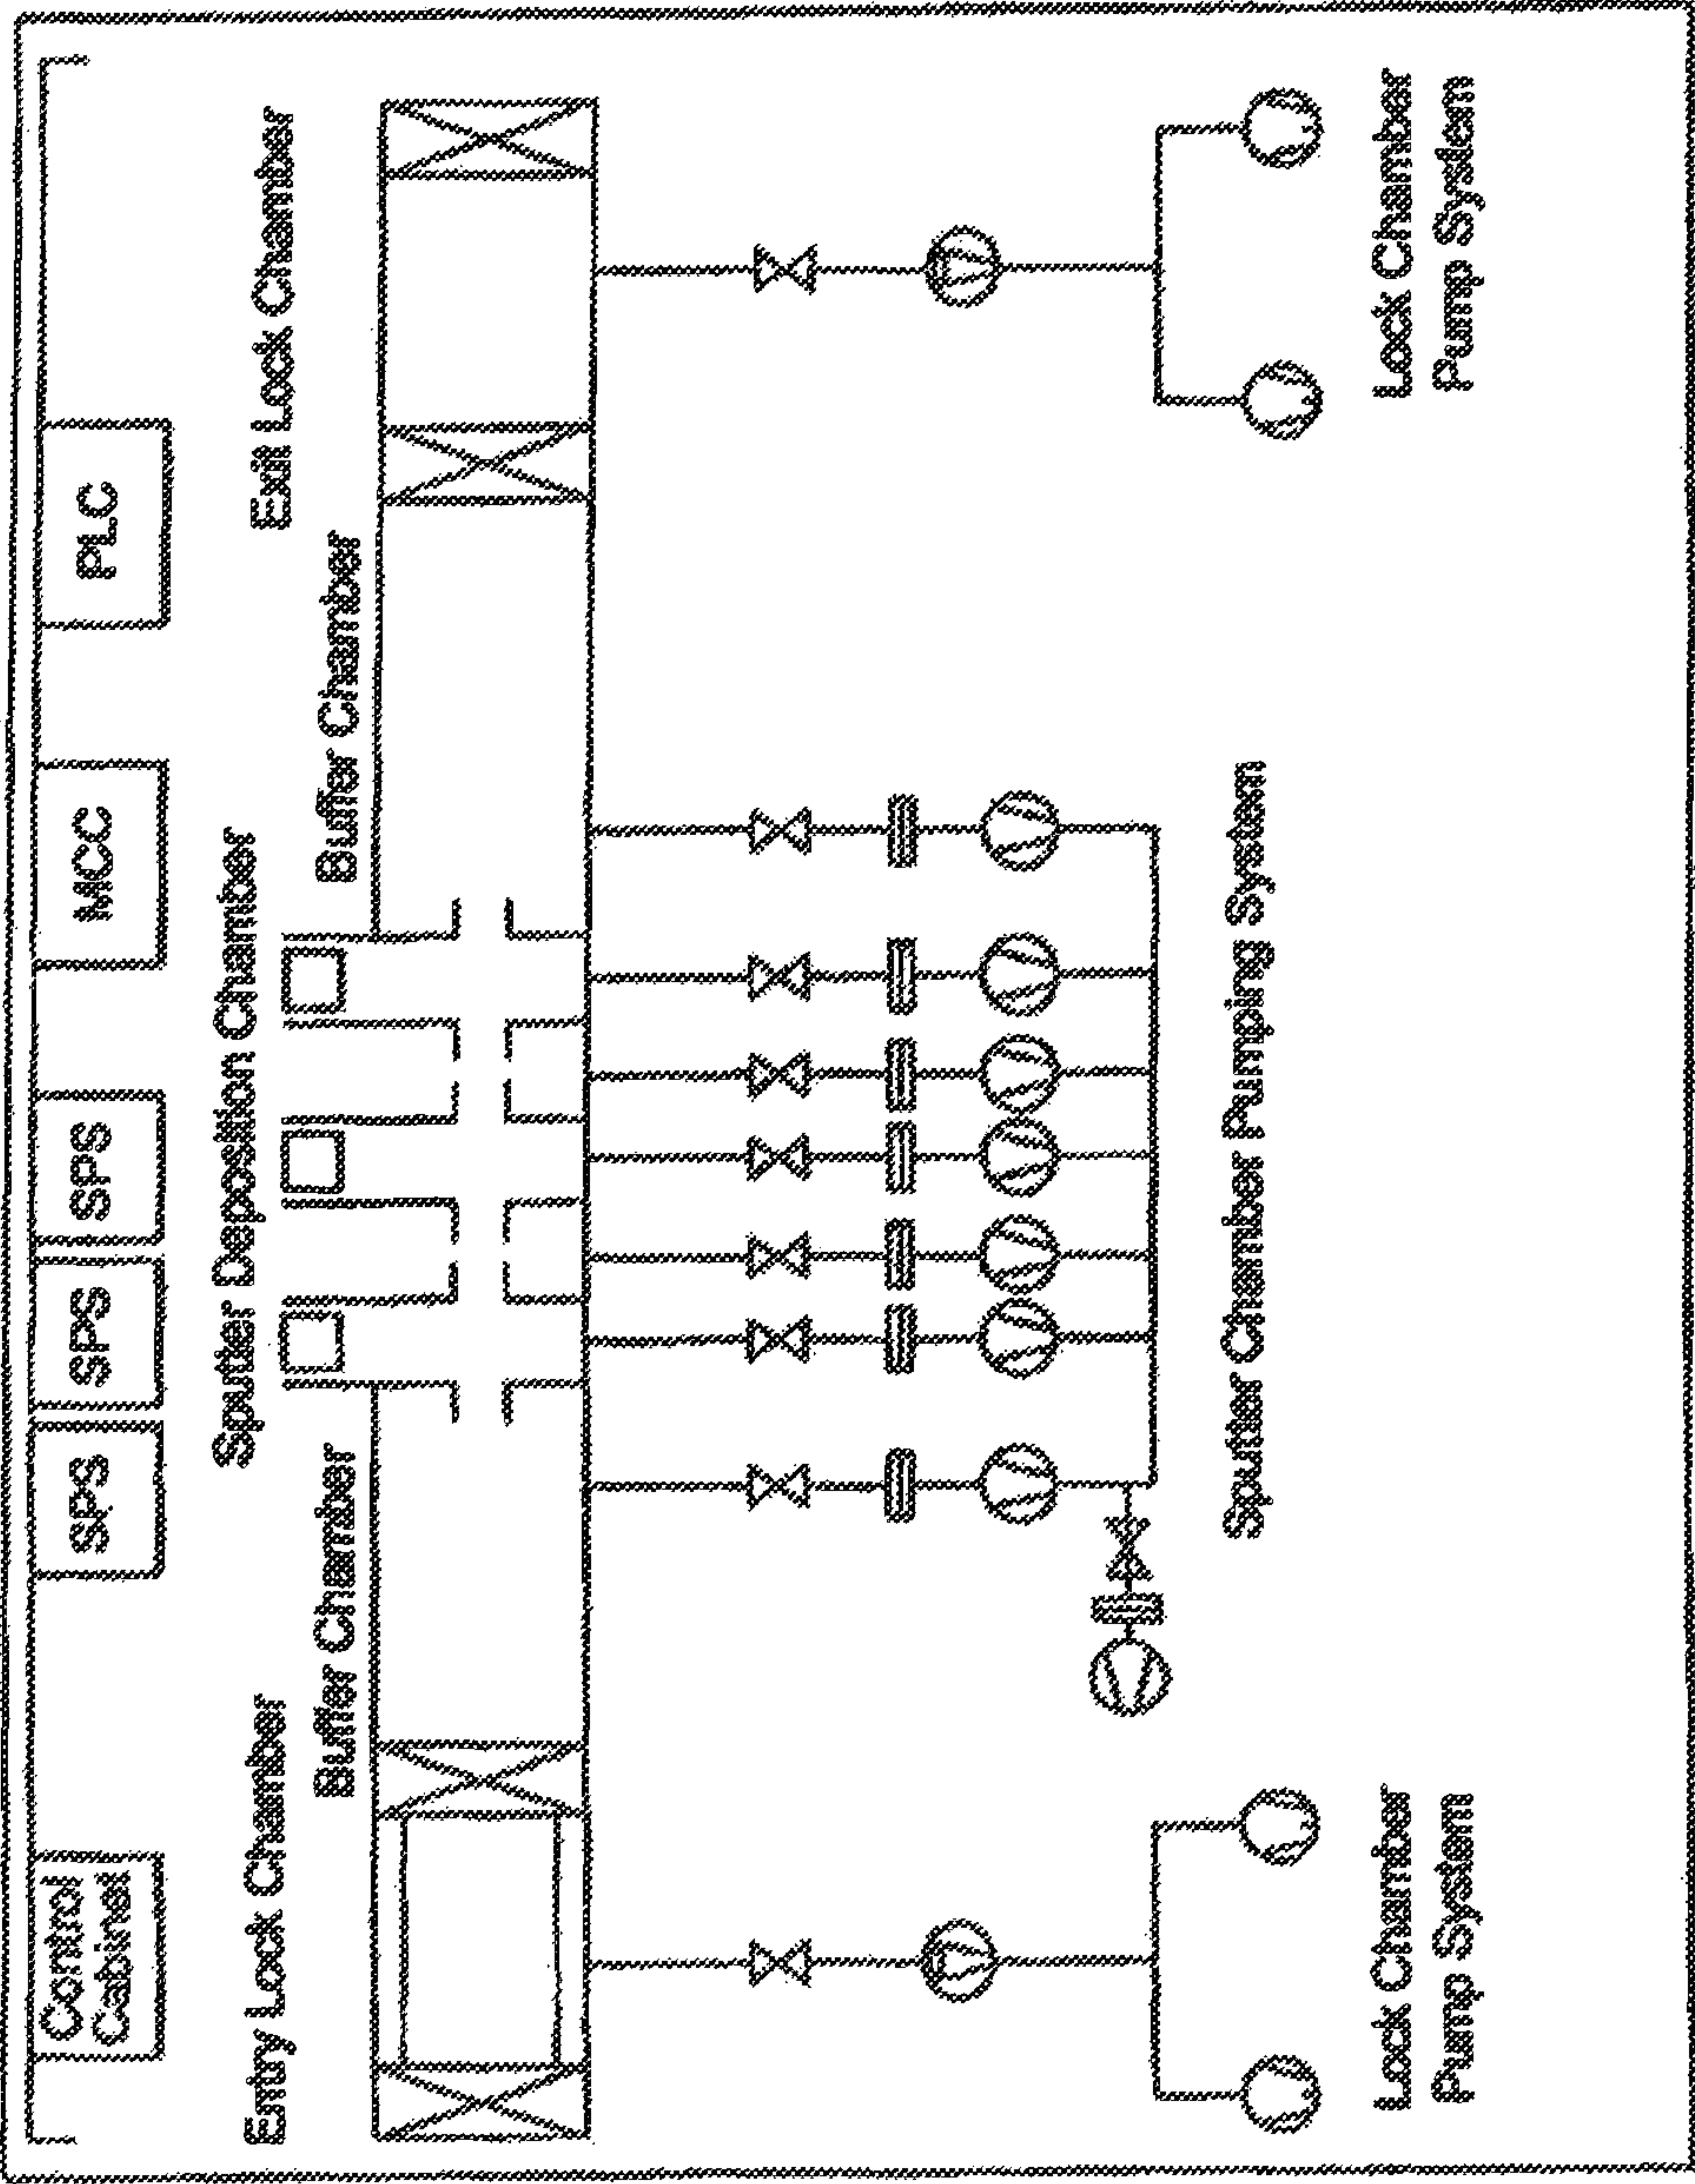 Control
Cabinet
SPS
SPS
SPS
MCC
PLC
Sputter Deposition Chamber
Entry Lock Chamber
Exit Lock Chamber
Buffer Chamber
Buffer Chamber
Sputter Chamber Pumping System
Lock Chamber
Pump System
Lock Chamber
Pump System